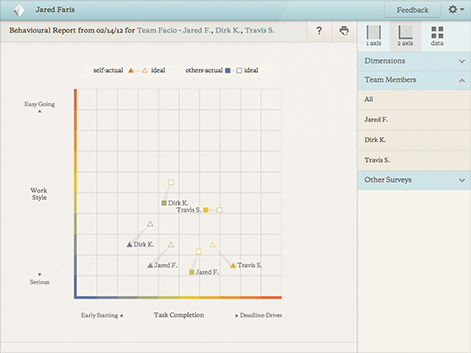 Jared Faris
Feedback
Behavioural Report from 02/14/12 for Team Facio - Jared F., Dirk K., Travis S.
?
1 axis
2 axis
data
Dimensions
Team Members
All
Jared F.
Dirk K.
Travis S.
Other Surveys
self-actual
ideal
others-actual
ideal
Easy Going
Work
Style
Serious
Dirk K.
Travis S.
Dirk K.
Jared F.
Travis S.
Jared F.
Early Starting
Task Completion
Deadline-Driven